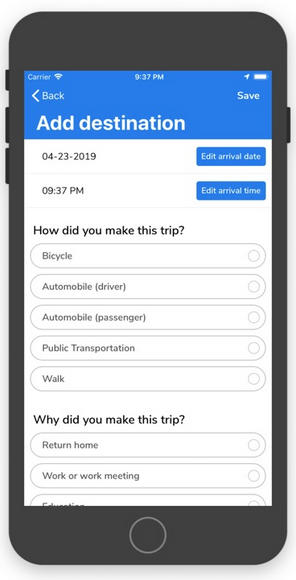 Carrier 9:37 PM
Back Save
Add destination
04-23-2019 Edit arrival date
09:37 PM Edit arrival time
How did you make this trip?
Bicycle
Automobile (driver)
Automobile (passenger)
Public Transportation
Walk
Why did you make this trip?
Return home
Work or work meeting
Education